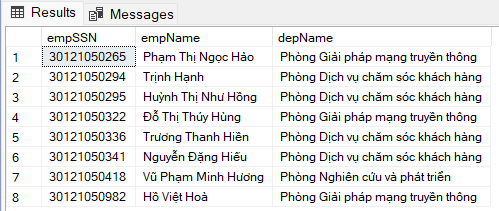 Results Messages
empSSN empName depName
1 30121050265 Phạm Thị Ngọc Hảo Phòng Giải pháp mạng truyền thông
2 30121050294 Trịnh Hạnh Phòng Dịch vụ chăm sóc khách hàng
3 30121050295 Huỳnh Thị Như Hồng Phòng Dịch vụ chăm sóc khách hàng
4 30121050322 Đỗ Thị Thúy Hùng Phòng Giải pháp mạng truyền thông
5 30121050336 Trương Thanh Hiền Phòng Dịch vụ chăm sóc khách hàng
6 30121050341 Nguyễn Đặng Hiếu Phòng Dịch vụ chăm sóc khách hàng
7 30121050418 Vũ Phạm Minh Hương Phòng Nghiên cứu và phát triển
8 30121050982 Hồ Việt Hoà Phòng Giải pháp mạng truyền thông